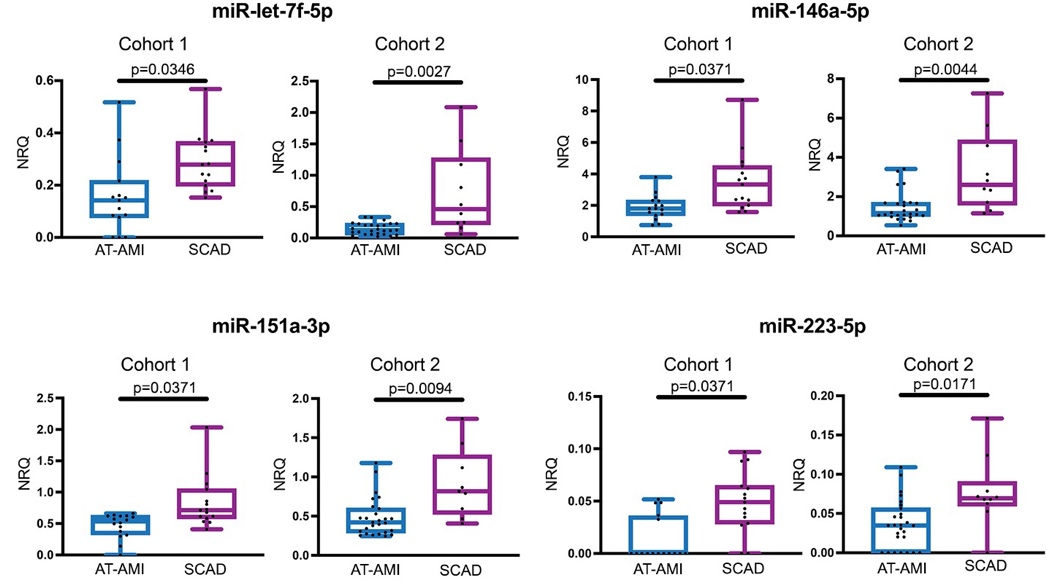 miR-let-7f-5p
Cohort 1
p=0.0346
NRQ
0.6
0.4
0.2
0.0
AT-AMI SCAD
Cohort 2
p=0.0027
NRQ
2.5
2.0
1.5
1.0
0.5
0.0
AT-AMI SCAD
miR-146a-5p
Cohort 1
p=0.0371
NRQ
10
8
6
4
2
0
AT-AMI SCAD
Cohort 2
p=0.0044
NRQ
8
6
4
2
0
AT-AMI SCAD
miR-151a-3p
Cohort 1
p=0.0371
NRQ
2.5
2.0
1.5
1.0
0.5
0.0
AT-AMI SCAD
Cohort 2
p=0.0094
NRQ
2.0
1.5
1.0
0.5
0.0
AT-AMI SCAD
miR-223-5p
Cohort 1
p=0.0371
NRQ
0.15
0.10
0.05
0.00
AT-AMI SCAD
Cohort 2
p=0.0171
NRQ
0.20
0.15
0.10
0.05
0.00
AT-AMI SCAD